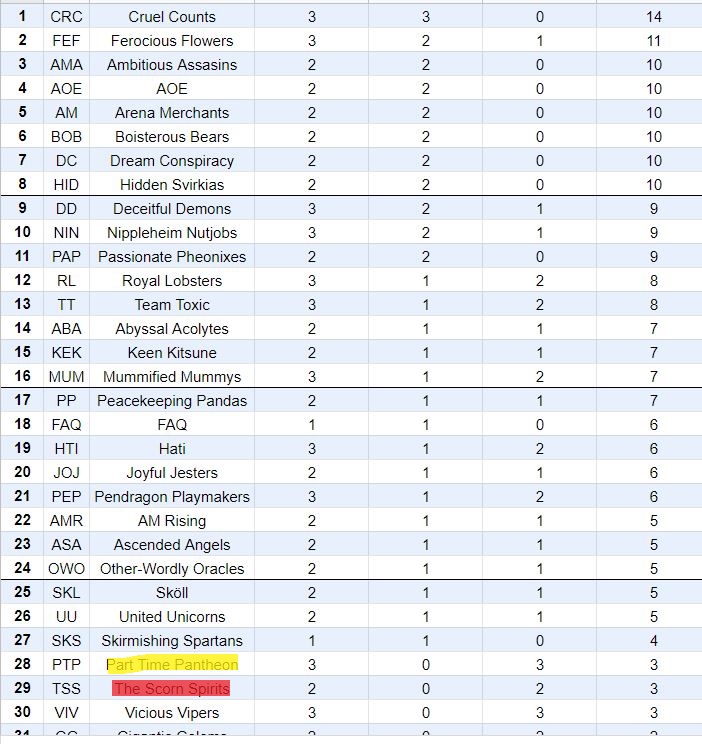 1 CRC Cruel Counts 3 3 0 14
2 FEF Ferocious Flowers 3 2 1 11
3 AMA Ambitious Assasins 2 2 0 10
4 AOE AOE 2 2 0 10
5 AM Arena Merchants 2 2 0 10
6 BOB Boisterous Bears 2 2 0 10
7 DC Dream Conspiracy 2 2 0 10
8 HID Hidden Svirkias 2 2 0 10
9 DD Deceitful Demons 3 2 1 9
10 NIN Nippleheim Nutjobs 3 2 1 9
11 PAP Passionate Pheonixes 2 2 0 9
12 RL Royal Lobsters 3 1 2 8
13 TT Team Toxic 3 1 2 8
14 ABA Abyssal Acolytes 2 1 1 7
15 KEK Keen Kitsune 2 1 1 7
16 MUM Mummified Mummys 3 1 2 7
17 PP Peacekeeping Pandas 2 1 1 7
18 FAQ FAQ 1 1 0 6
19 HTI Hati 3 1 2 6
20 JOJ Joyful Jesters 2 1 1 6
21 PEP Pendragon Playmakers 3 1 2 6
22 AMR AM Rising 2 1 1 5
23 ASA Ascended Angels 2 1 1 5
24 OWO Other-Wordly Oracles 2 1 1 5
25 SKL Sköll 2 1 1 5
26 UU United Unicorns 2 1 1 5
27 SKS Skirmishing Spartans 1 1 0 4
28 PTP Part Time Pantheon 3 0 3 3
29 TSS The Scorn Spirits 2 0 2 3
30 VIV Vicious Vipers 3 0 3 3